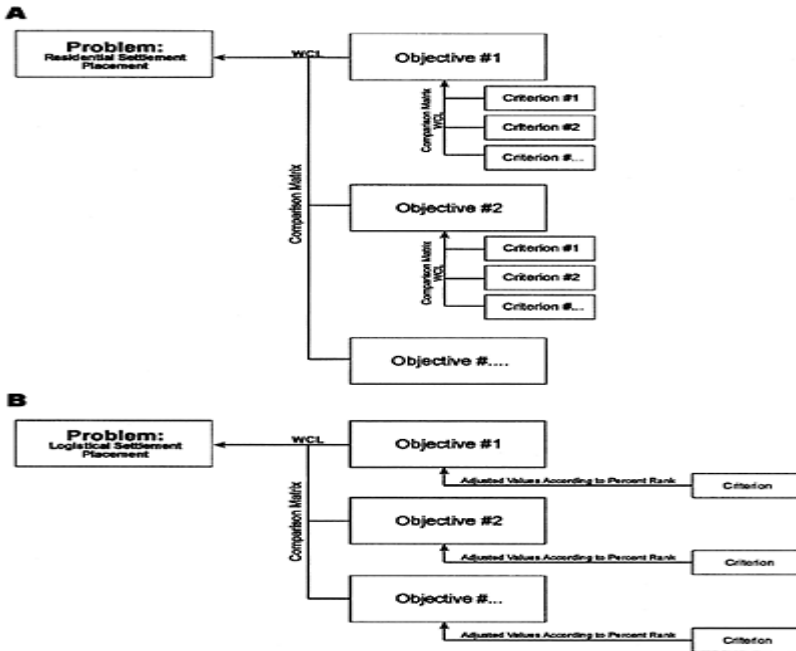 A
Problem:
Residential Settlement
Placement
WCL
Objective #1
Comparison Matrix
WCL
Criterion #1
Criterion #2
Criterion #...
Comparison Matrix
Objective #2
Comparison Matrix
WCL
Criterion #1
Criterion #2
Criterion #...
Objective #....
B
Problem:
Logistical Settlement
Placement
WCL
Objective #1
Adjusted Values According to Percent Rank
Criterion
Comparison Matrix
Objective #2
Adjusted Values According to Percent Rank
Criterion
Objective #...
Adjusted Values According to Percent Rank
Criterion